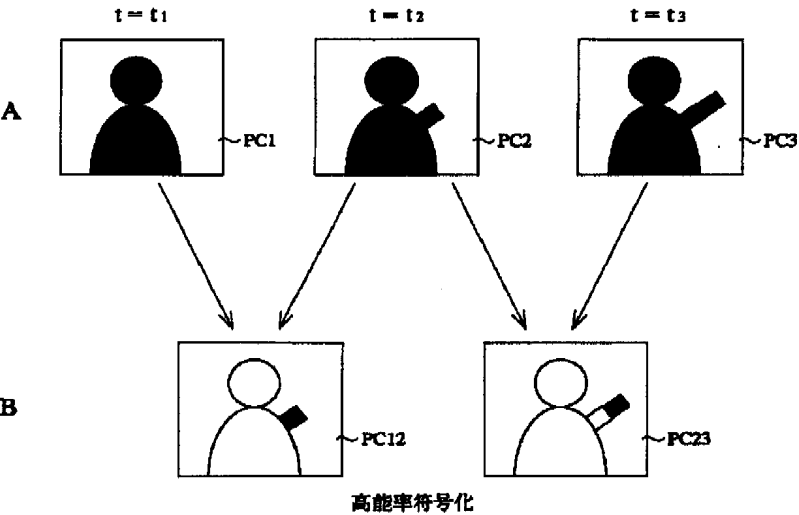 t = t1 t = t2 t = t3
A
PC1 PC2 PC3
B
PC12 PC23
高能率符号化